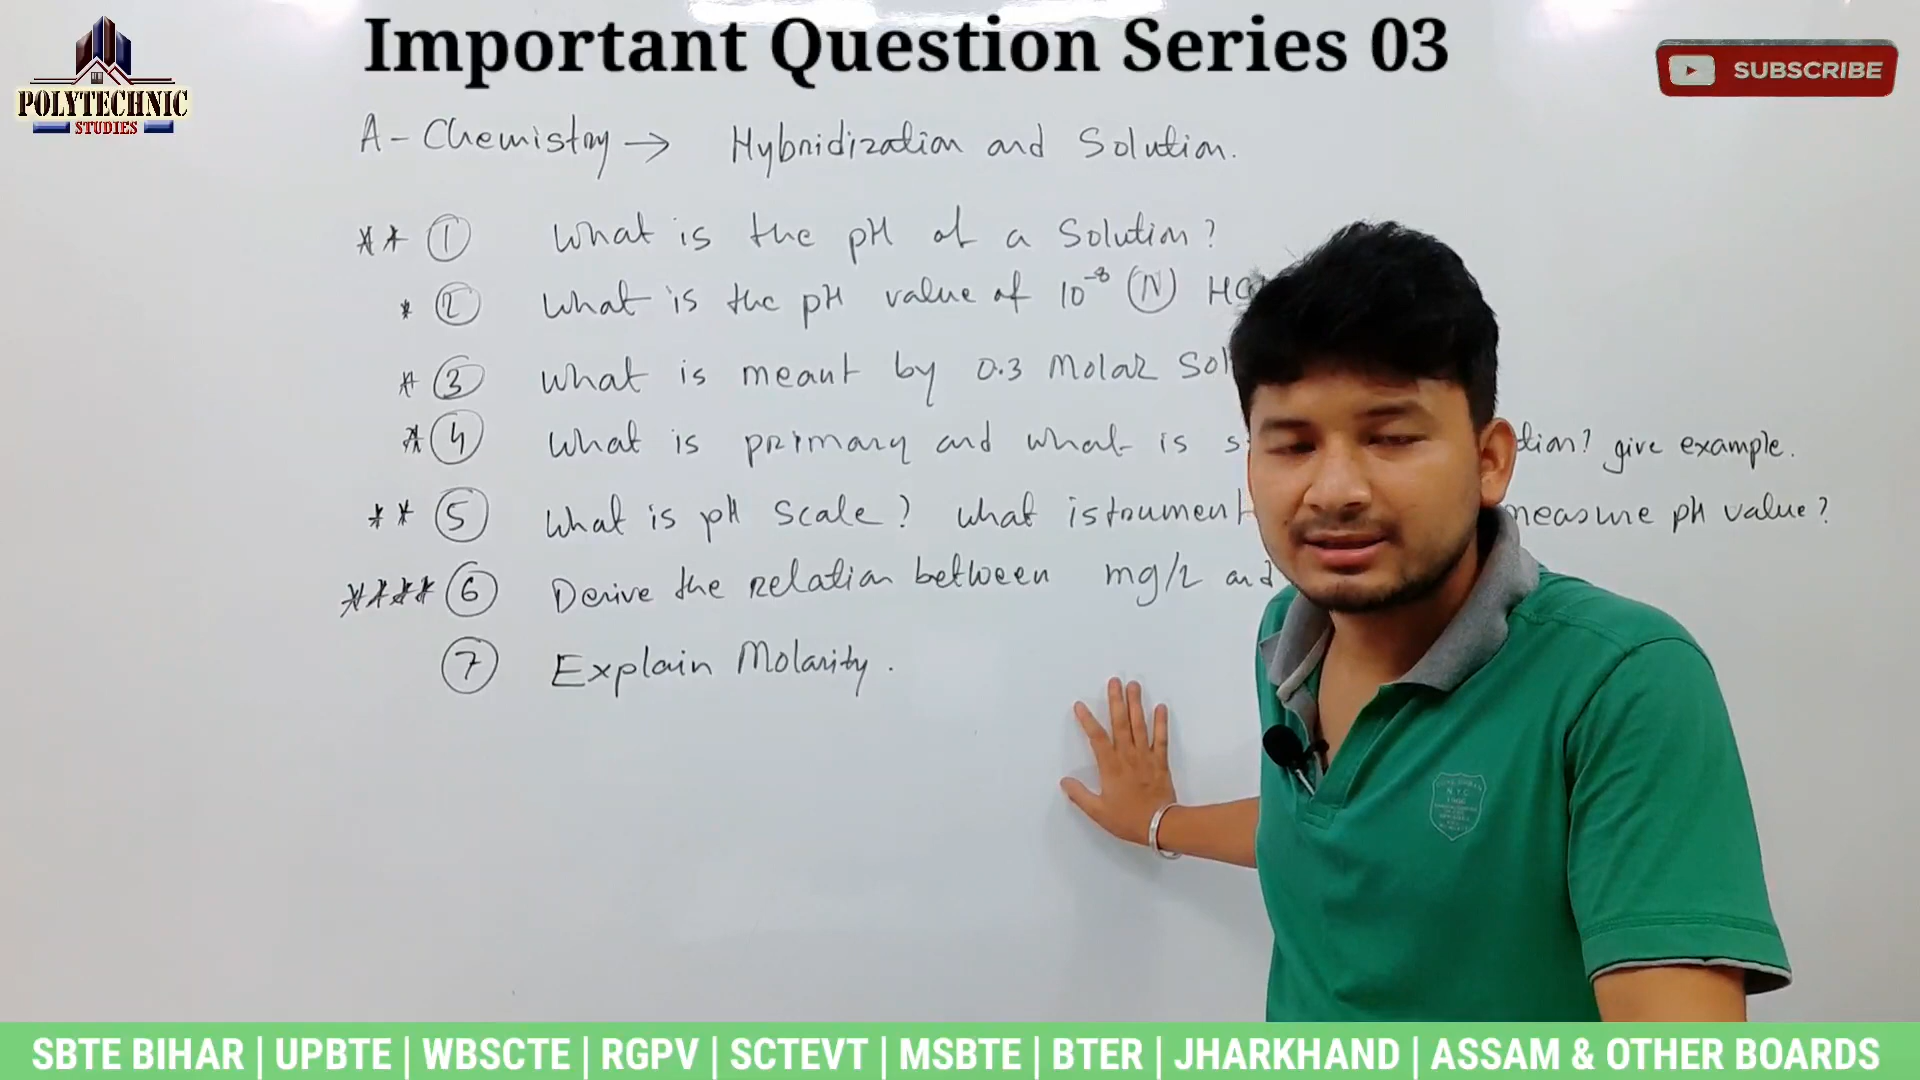 Important Question Series 03
POLYTECHNIC
STUDIES
SUBSCRIBE
A - Chemistry → Hybridization and Solution.
** 1 What is the pH of a Solution?
* 2 What is the pH value of 10⁻⁸ (N)
* 3 What is meant by 0.3 Molar
* 4 What is primary and what is give example.
** 5 What is pH Scale? What istrument measure pH value?
**** 6 Derive the relation between mg/L and
7 Explain Molarity.
N.Y.C
SBTE BIHAR | UPBTE | WBSCTE | RGPV | SCTEVT | MSBTE | BTER | JHARKHAND | ASSAM & OTHER BOARDS